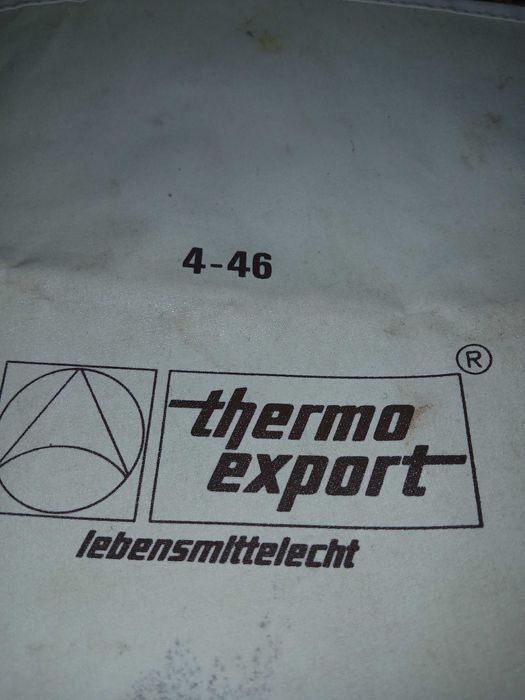 4-46
®
thermo
export
lebensmittelecht